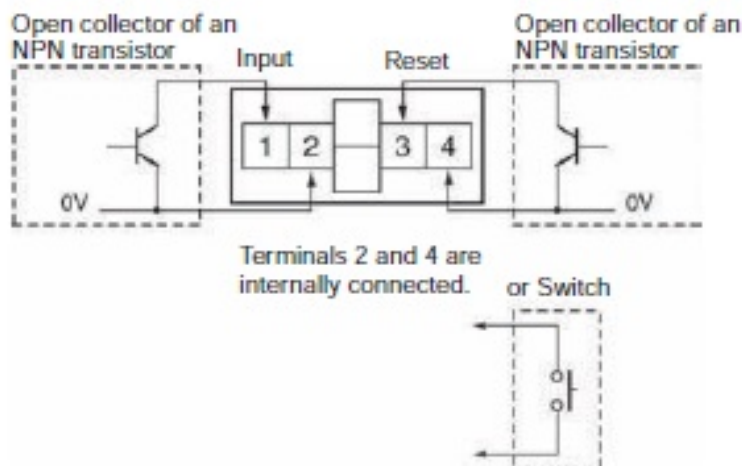 Open collector of an
NPN transistor
Open collector of an
NPN transistor
Input
Reset
1 2 3 4
0V
0V
Terminals 2 and 4 are
internally connected.
or Switch